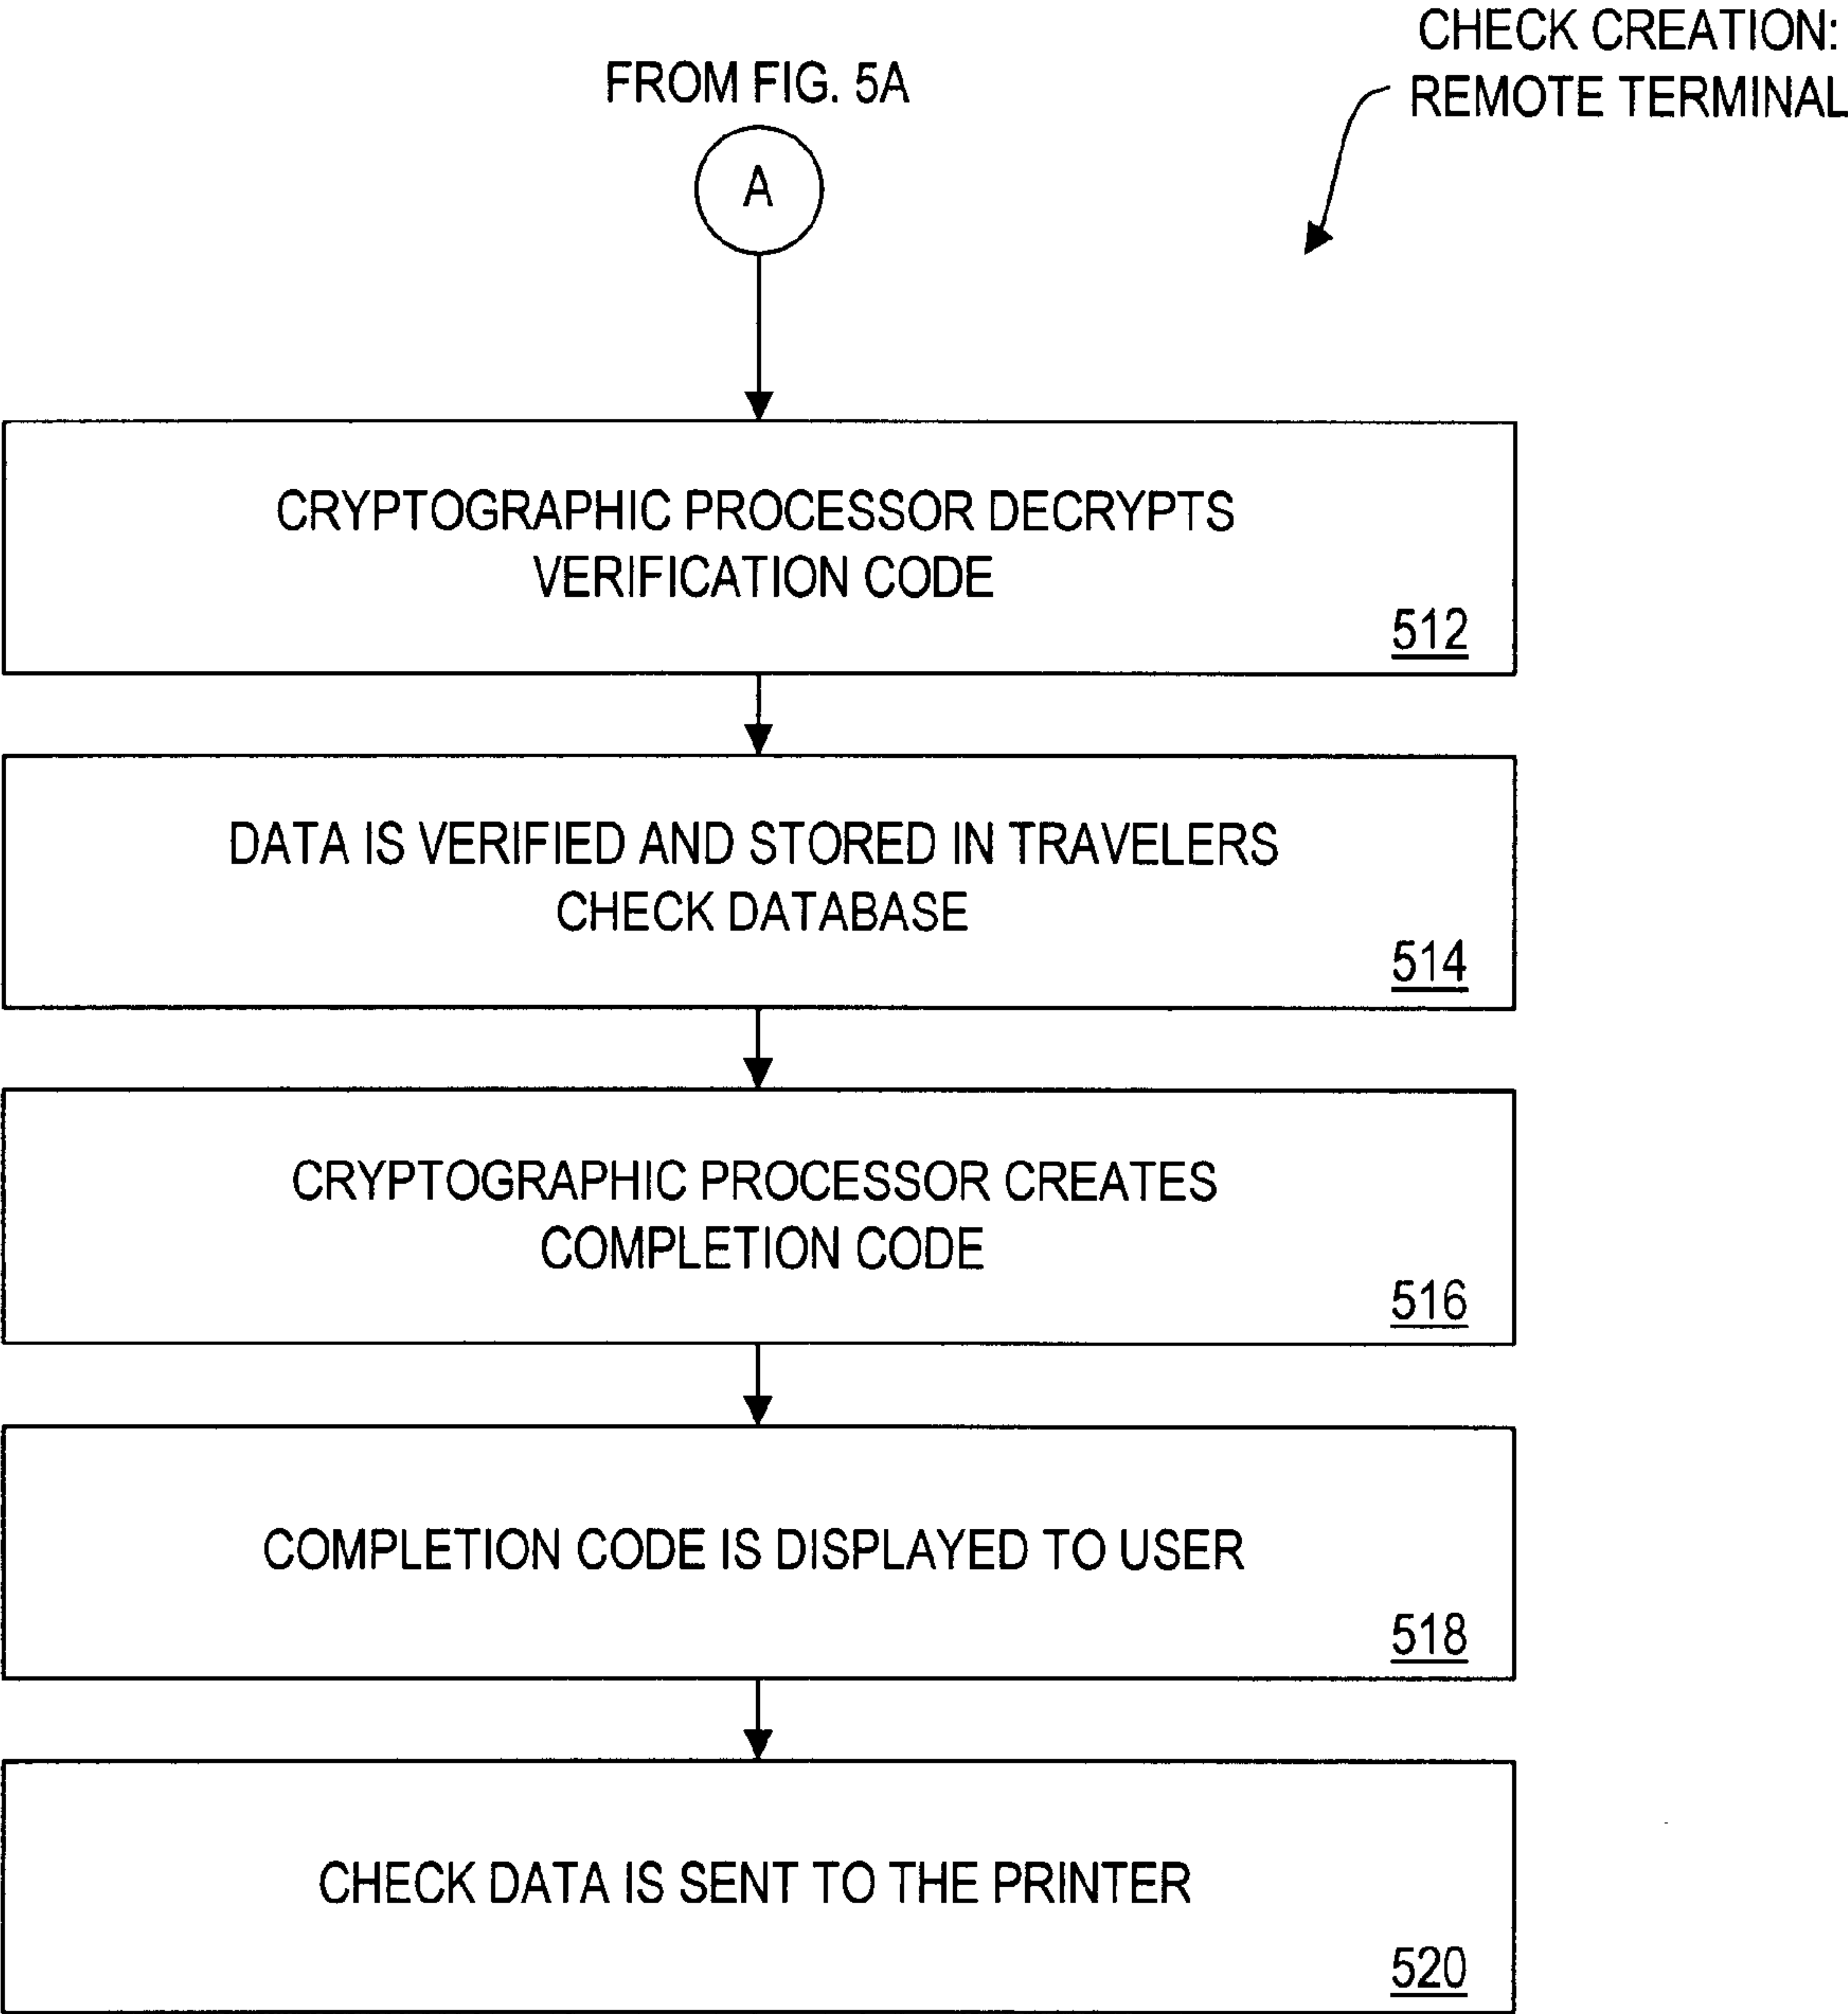 CHECK CREATION:
REMOTE TERMINAL
FROM FIG. 5A
A
CRYPTOGRAPHIC PROCESSOR DECRYPTS
VERIFICATION CODE
512
DATA IS VERIFIED AND STORED IN TRAVELERS
CHECK DATABASE
514
CRYPTOGRAPHIC PROCESSOR CREATES
COMPLETION CODE
516
COMPLETION CODE IS DISPLAYED TO USER
518
CHECK DATA IS SENT TO THE PRINTER
520